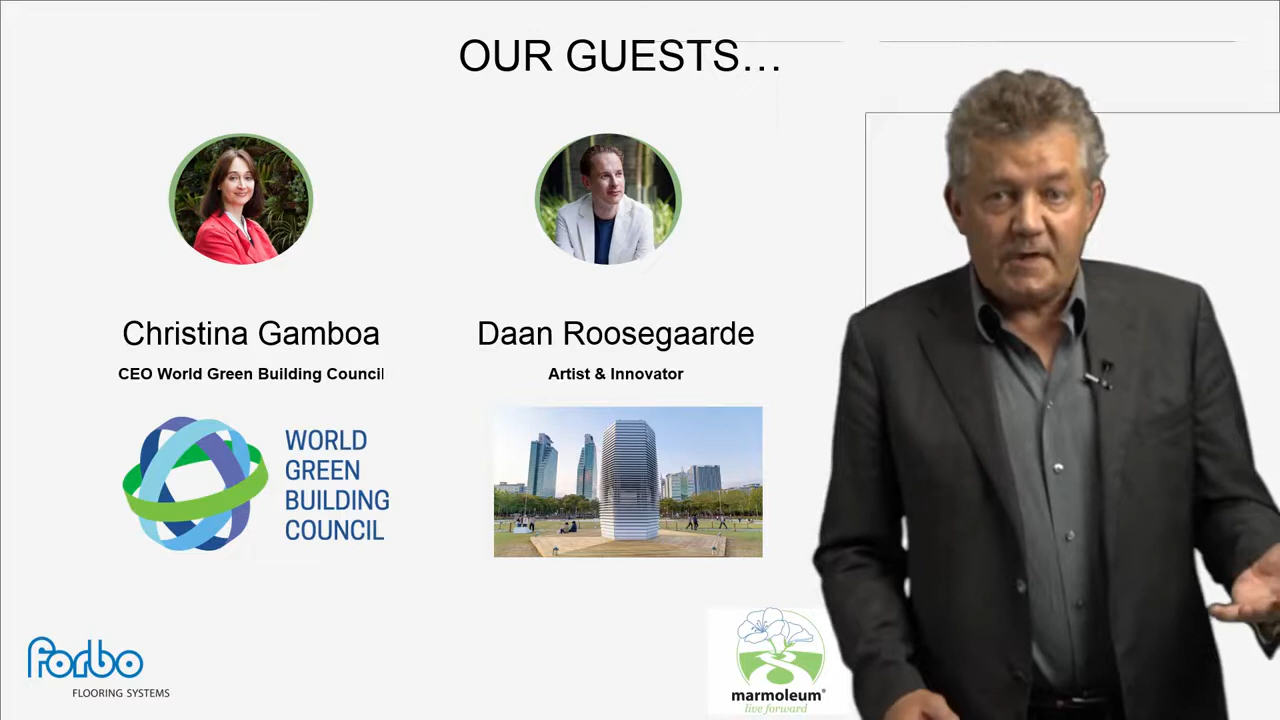 OUR GUESTS...
Christina Gamboa
Daan Roosegaarde
CEO World Green Building Council
Artist & Innovator
WORLD
GREEN
BUILDING
COUNCIL
forbo
FLOORING SYSTEMS
marmoleum®
live forward